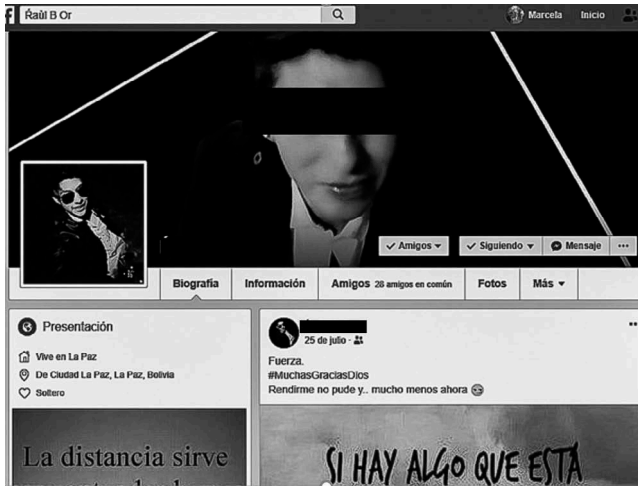 f Ŕaùl B Or Marcela Inicio
✓ Amigos ✓ Siguiendo Mensaje ...
Biografía Información Amigos 28 amigos en común Fotos Más
Presentación
Vive en La Paz
De Ciudad La Paz, La Paz, Bolivia
Soltero
La distancia sirve
25 de julio ·
Fuerza.
#MuchasGraciasDios
Rendirme no pude y.. mucho menos ahora
SI HAY ALGO QUE ESTÁ